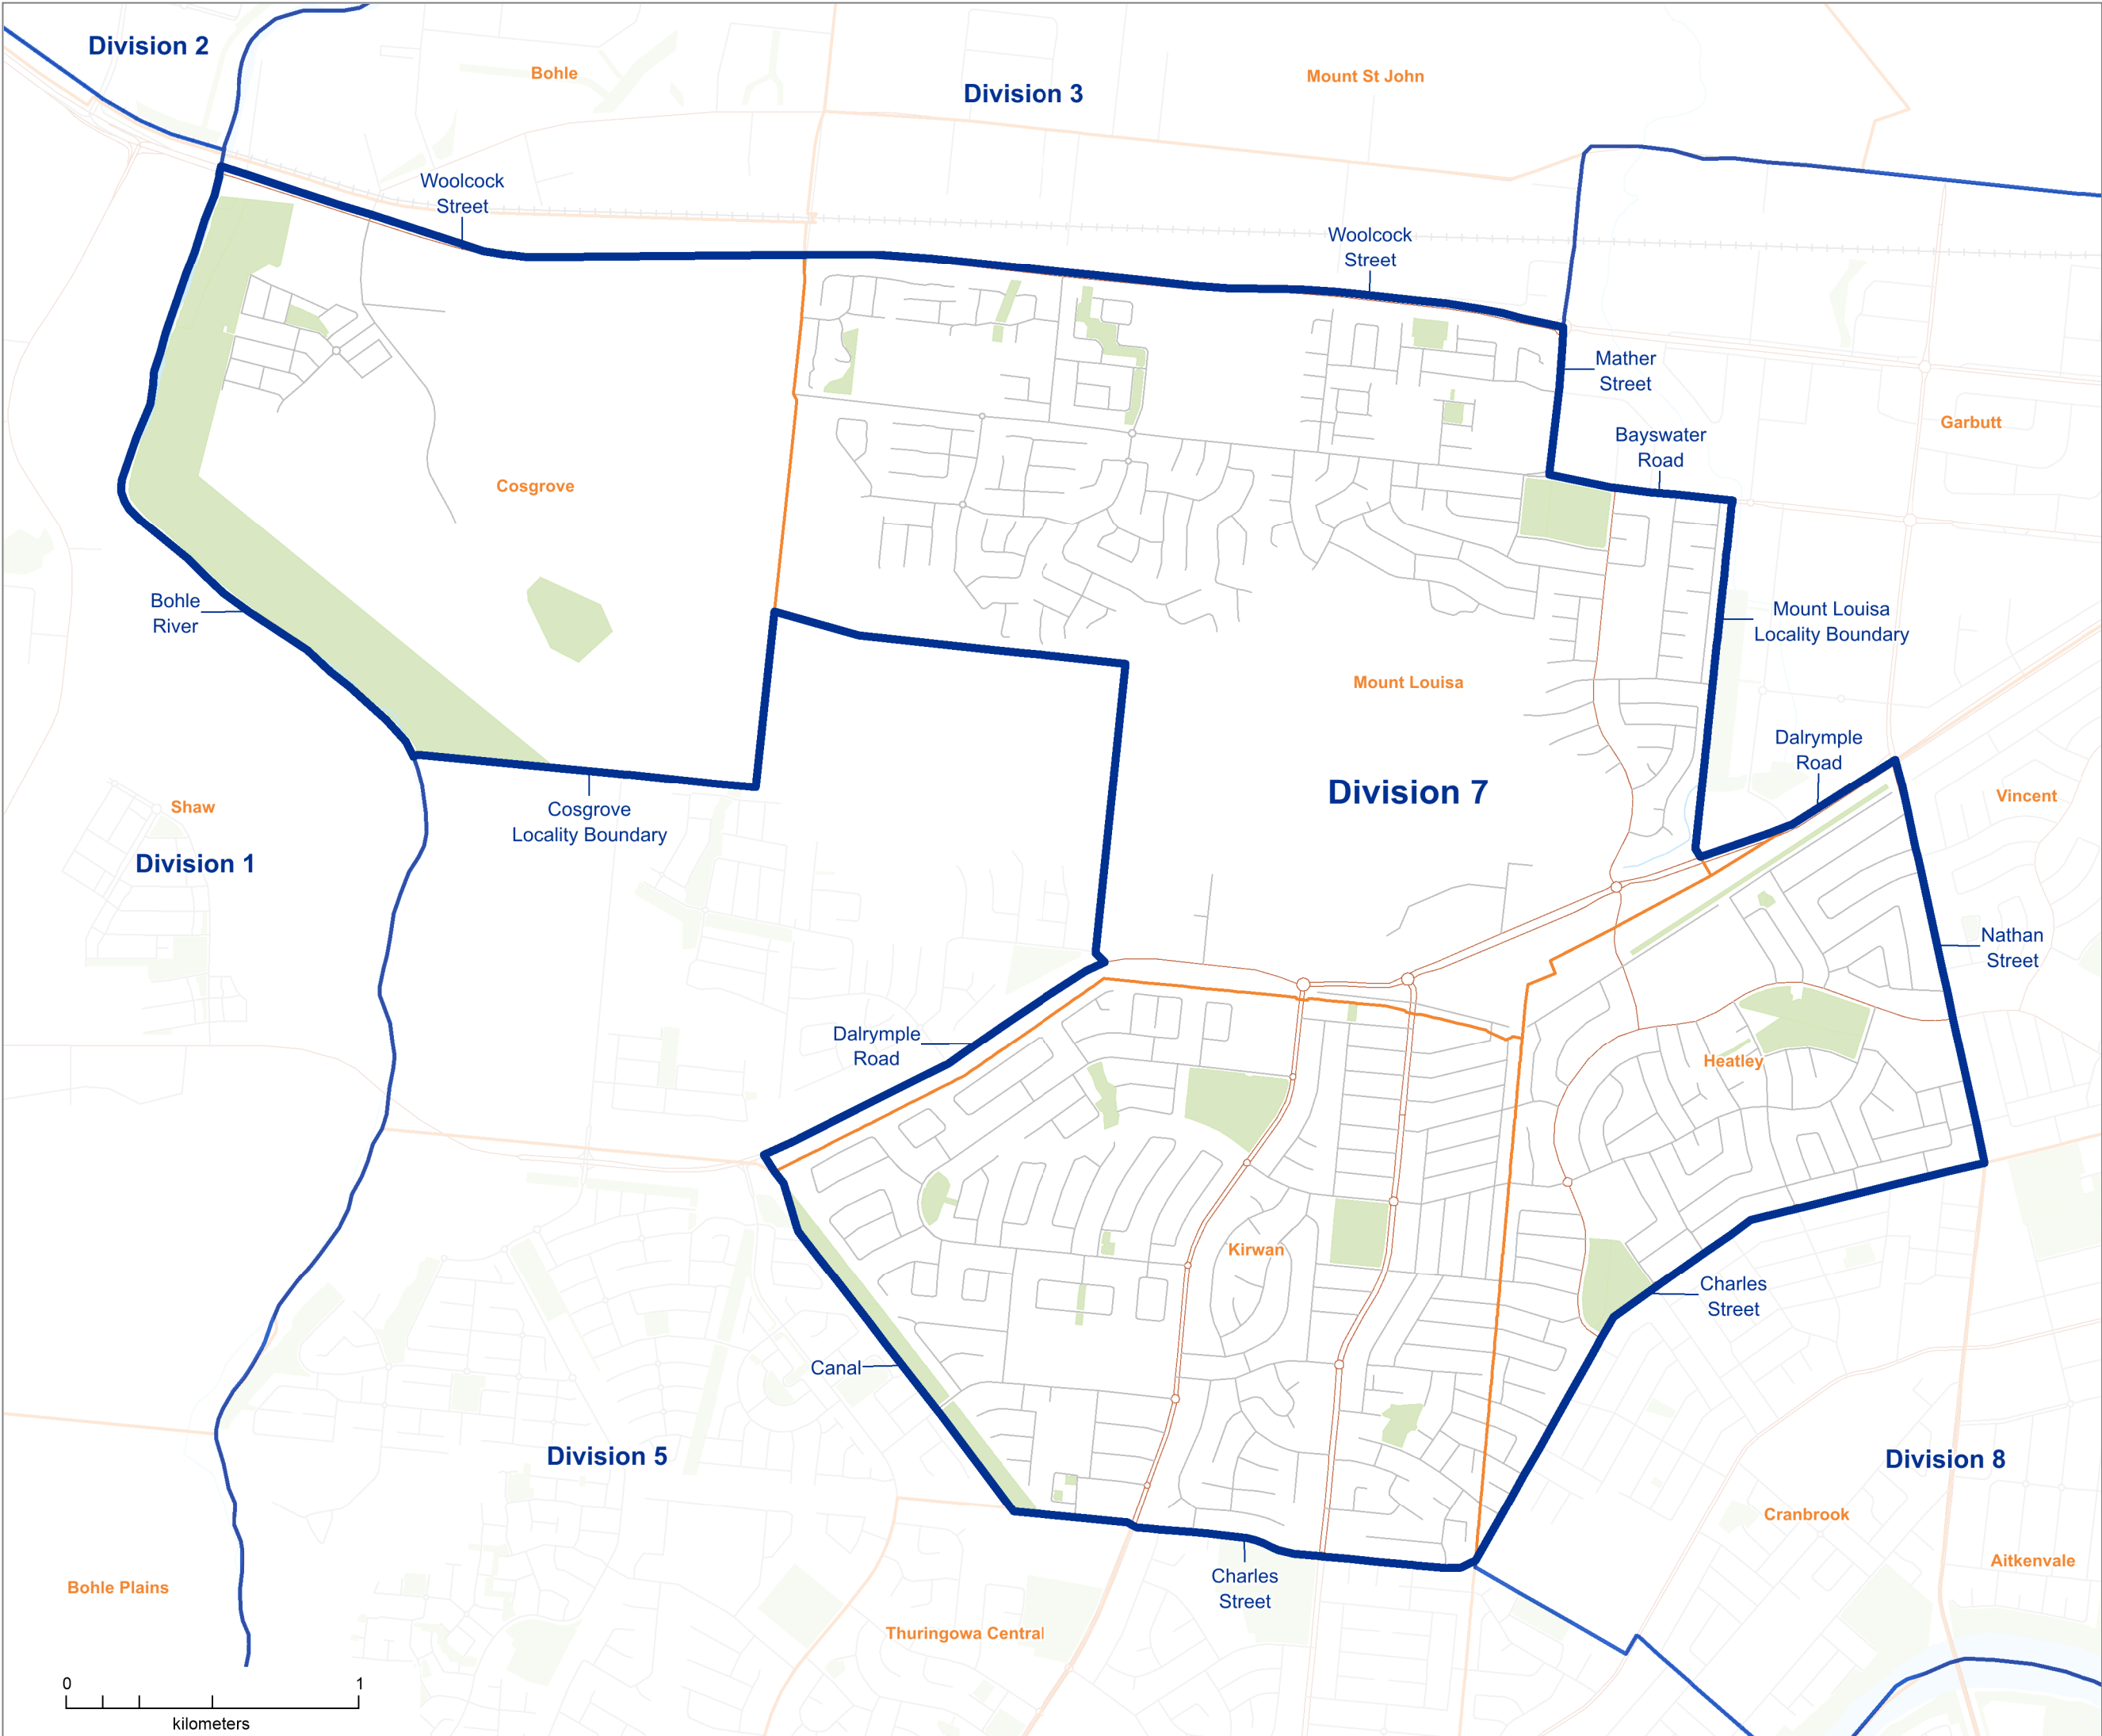 Division 2
Bohle
Division 3
Mount St John
Woolcock
Street
Woolcock
Street
Mather
Street
Garbutt
Bayswater
Road
Cosgrove
Bohle
River
Mount Louisa
Locality Boundary
Mount Louisa
Dalrymple
Road
Division 7
Vincent
Cosgrove
Locality Boundary
Shaw
Division 1
Nathan
Street
Dalrymple
Road
Heatley
Kirwan
Charles
Street
Canal
Division 5
Division 8
Cranbrook
Aitkenvale
Charles
Street
Bohle Plains
Thuringowa Central
0 1
kilometers